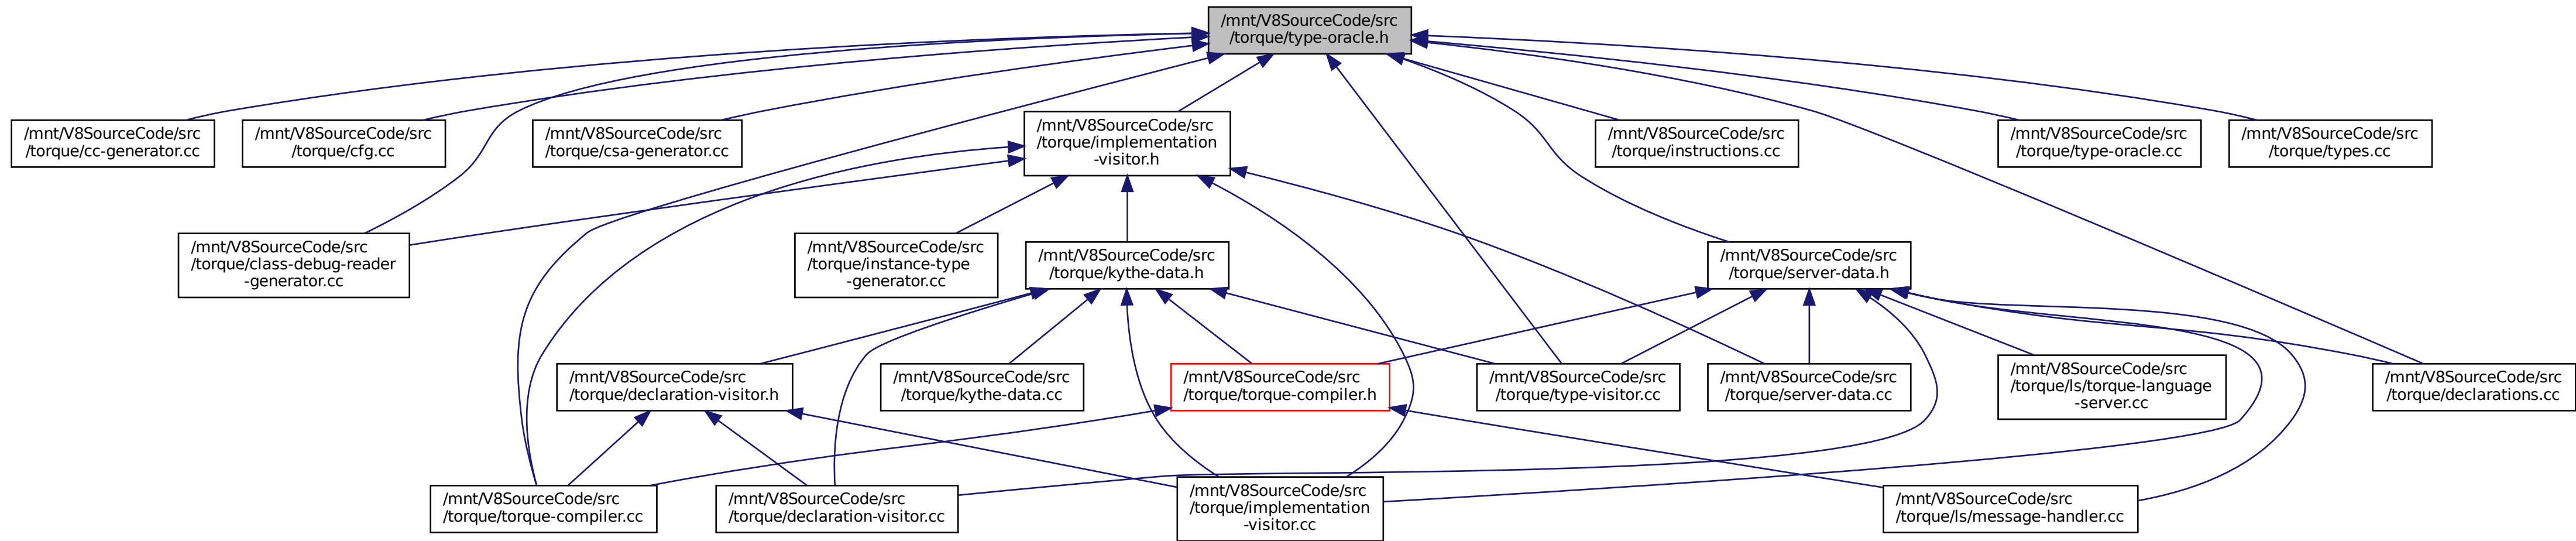 /mnt/V8SourceCode/src
/torque/type-oracle.h
/mnt/V8SourceCode/src
/torque/cc-generator.cc
/mnt/V8SourceCode/src
/torque/cfg.cc
/mnt/V8SourceCode/src
/torque/csa-generator.cc
/mnt/V8SourceCode/src
/torque/implementation
-visitor.h
/mnt/V8SourceCode/src
/torque/instructions.cc
/mnt/V8SourceCode/src
/torque/type-oracle.cc
/mnt/V8SourceCode/src
/torque/types.cc
/mnt/V8SourceCode/src
/torque/class-debug-reader
-generator.cc
/mnt/V8SourceCode/src
/torque/instance-type
-generator.cc
/mnt/V8SourceCode/src
/torque/kythe-data.h
/mnt/V8SourceCode/src
/torque/server-data.h
/mnt/V8SourceCode/src
/torque/declaration-visitor.h
/mnt/V8SourceCode/src
/torque/kythe-data.cc
/mnt/V8SourceCode/src
/torque/torque-compiler.h
/mnt/V8SourceCode/src
/torque/type-visitor.cc
/mnt/V8SourceCode/src
/torque/server-data.cc
/mnt/V8SourceCode/src
/torque/ls/torque-language
-server.cc
/mnt/V8SourceCode/src
/torque/declarations.cc
/mnt/V8SourceCode/src
/torque/torque-compiler.cc
/mnt/V8SourceCode/src
/torque/declaration-visitor.cc
/mnt/V8SourceCode/src
/torque/implementation
-visitor.cc
/mnt/V8SourceCode/src
/torque/ls/message-handler.cc